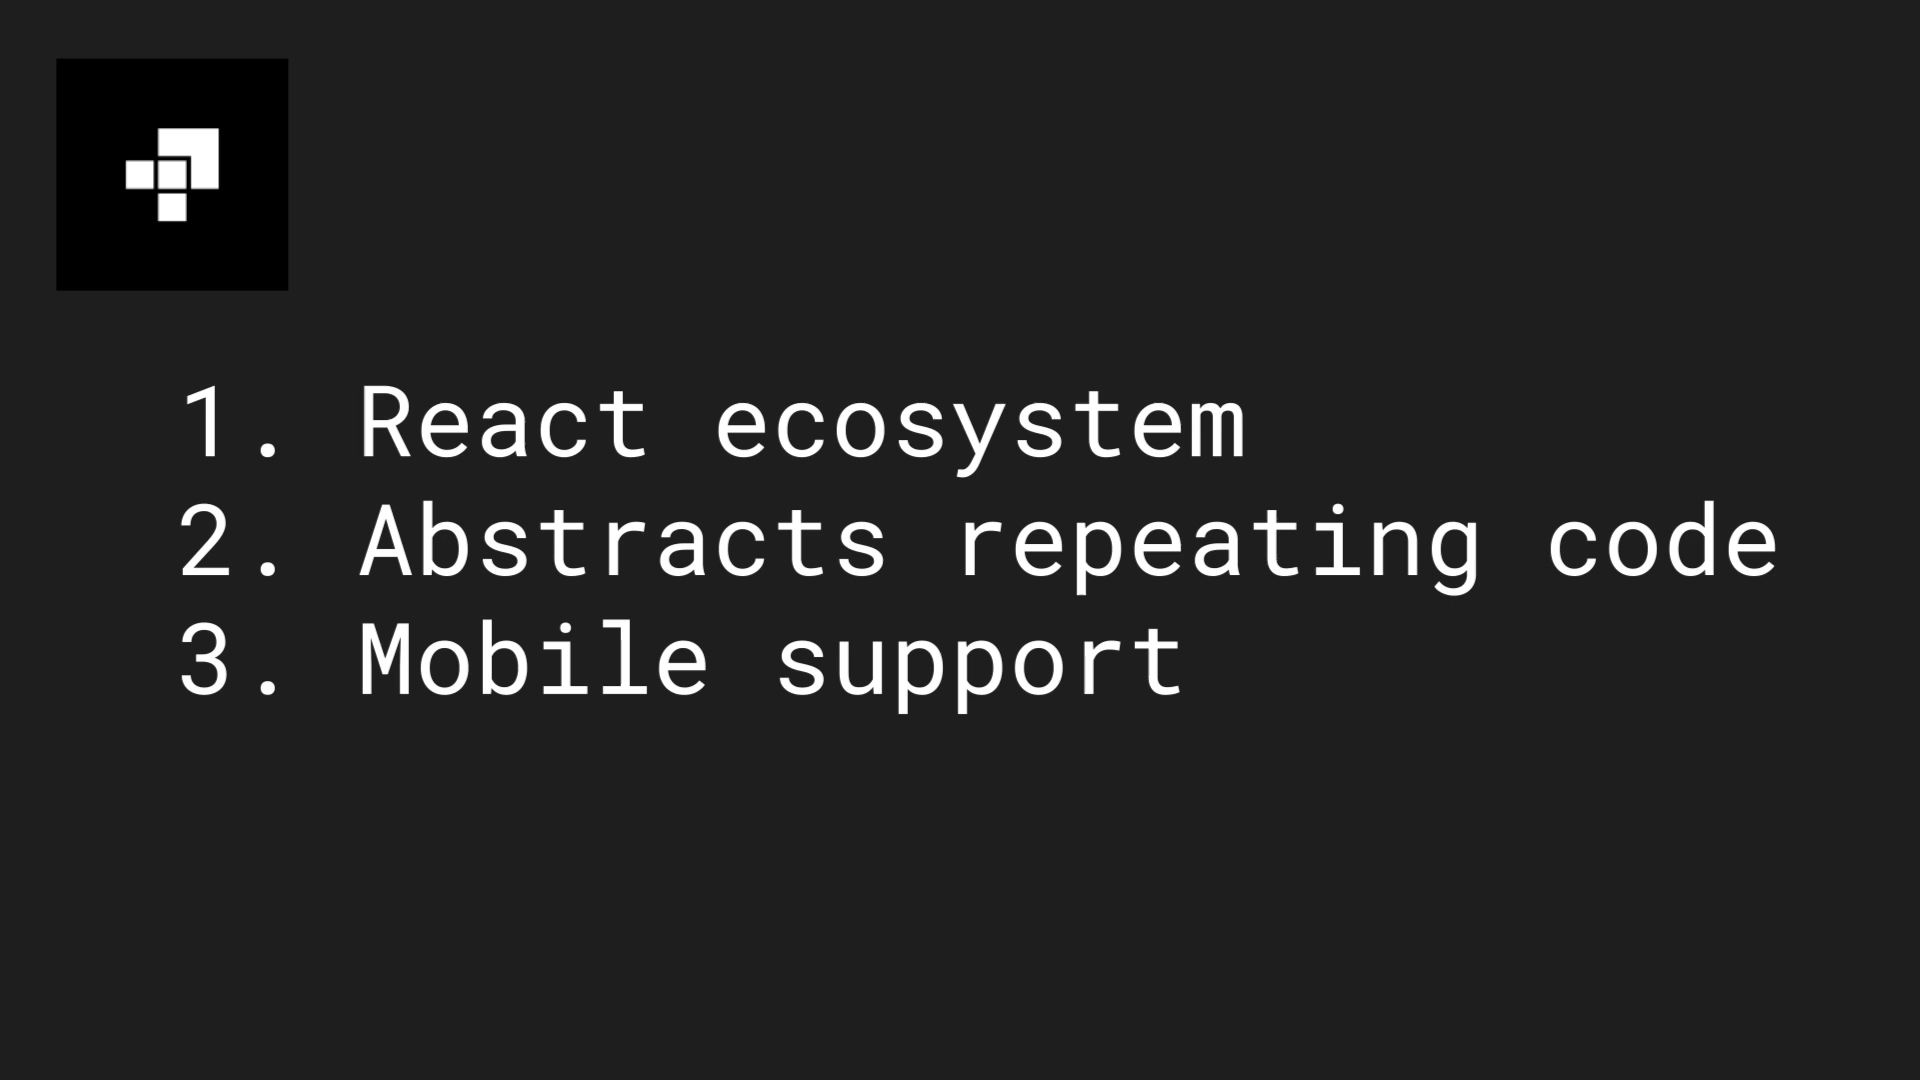 1. React ecosystem
2. Abstracts repeating code
3. Mobile support